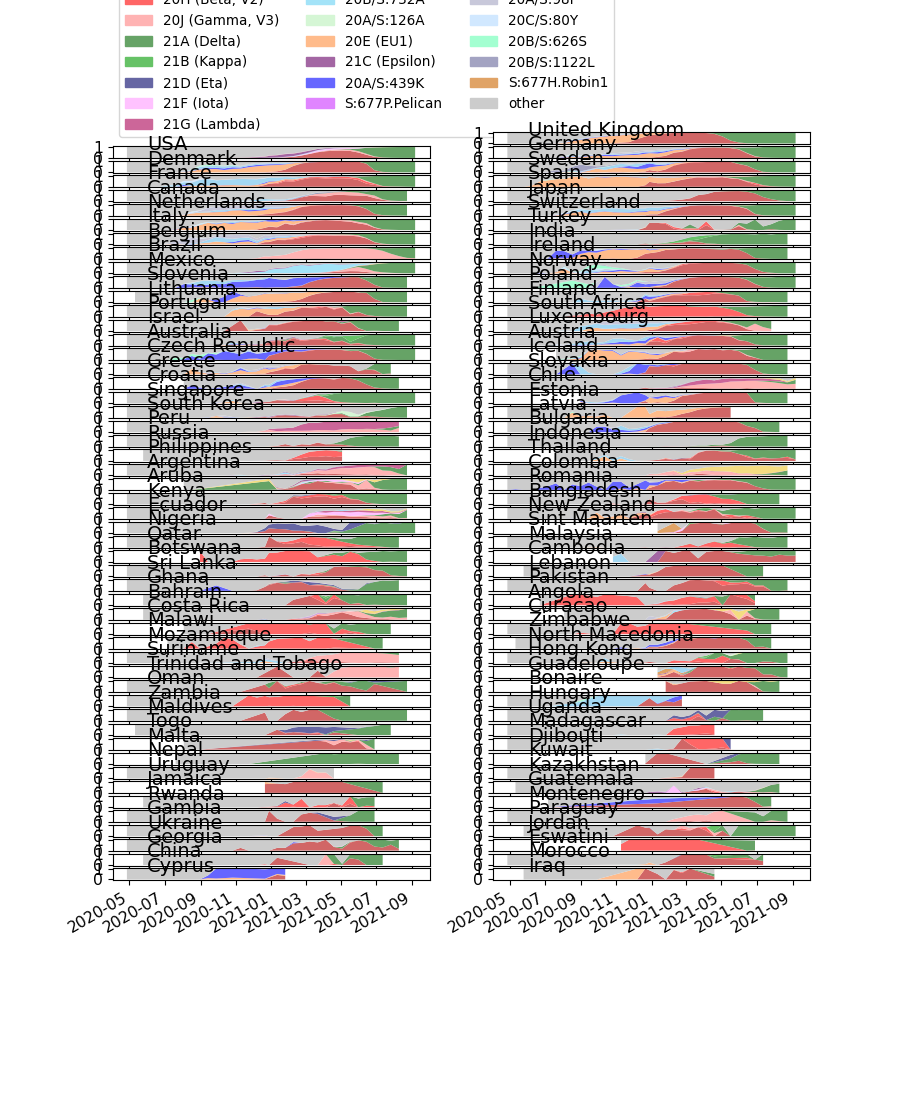 20H (Beta, V2) 20B/S:732A 20A/S:98F
20J (Gamma, V3) 20A/S:126A 20C/S:80Y
21A (Delta) 20E (EU1) 20B/S:626S
21B (Kappa) 21C (Epsilon) 20B/S:1122L
21D (Eta) 20A/S:439K S:677H.Robin1
21F (Iota) S:677P.Pelican other
21G (Lambda)
USA
Denmark
France
Canada
Netherlands
Italy
Belgium
Brazil
Mexico
Slovenia
Lithuania
Portugal
Israel
Australia
Czech Republic
Greece
Croatia
Singapore
South Korea
Peru
Russia
Philippines
Argentina
Aruba
Kenya
Ecuador
Nigeria
Qatar
Botswana
Sri Lanka
Ghana
Bahrain
Costa Rica
Malawi
Mozambique
Suriname
Trinidad and Tobago
Oman
Zambia
Maldives
Togo
Malta
Nepal
Uruguay
Jamaica
Rwanda
Gambia
Ukraine
Georgia
China
Cyprus
2020-05
2020-07
2020-09
2020-11
2021-01
2021-03
2021-05
2021-07
2021-09
United Kingdom
Germany
Sweden
Spain
Japan
Switzerland
Turkey
India
Ireland
Norway
Poland
Finland
South Africa
Luxembourg
Austria
Iceland
Slovakia
Chile
Estonia
Latvia
Bulgaria
Indonesia
Thailand
Colombia
Romania
Bangladesh
New Zealand
Sint Maarten
Malaysia
Cambodia
Lebanon
Pakistan
Angola
Curacao
Zimbabwe
North Macedonia
Hong Kong
Guadeloupe
Bonaire
Hungary
Uganda
Madagascar
Djibouti
Kuwait
Kazakhstan
Guatemala
Montenegro
Paraguay
Jordan
Eswatini
Morocco
Iraq
2020-05
2020-07
2020-09
2020-11
2021-01
2021-03
2021-05
2021-07
2021-09